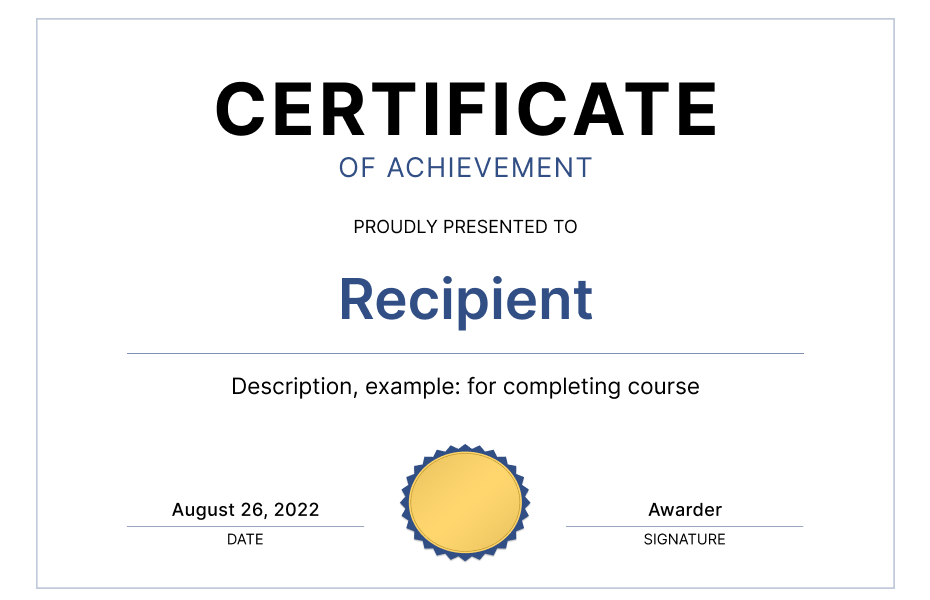 CERTIFICATE
OF ACHIEVEMENT
PROUDLY PRESENTED TO
Recipient
Description, example: for completing course
August 26, 2022
DATE
Awarder
SIGNATURE